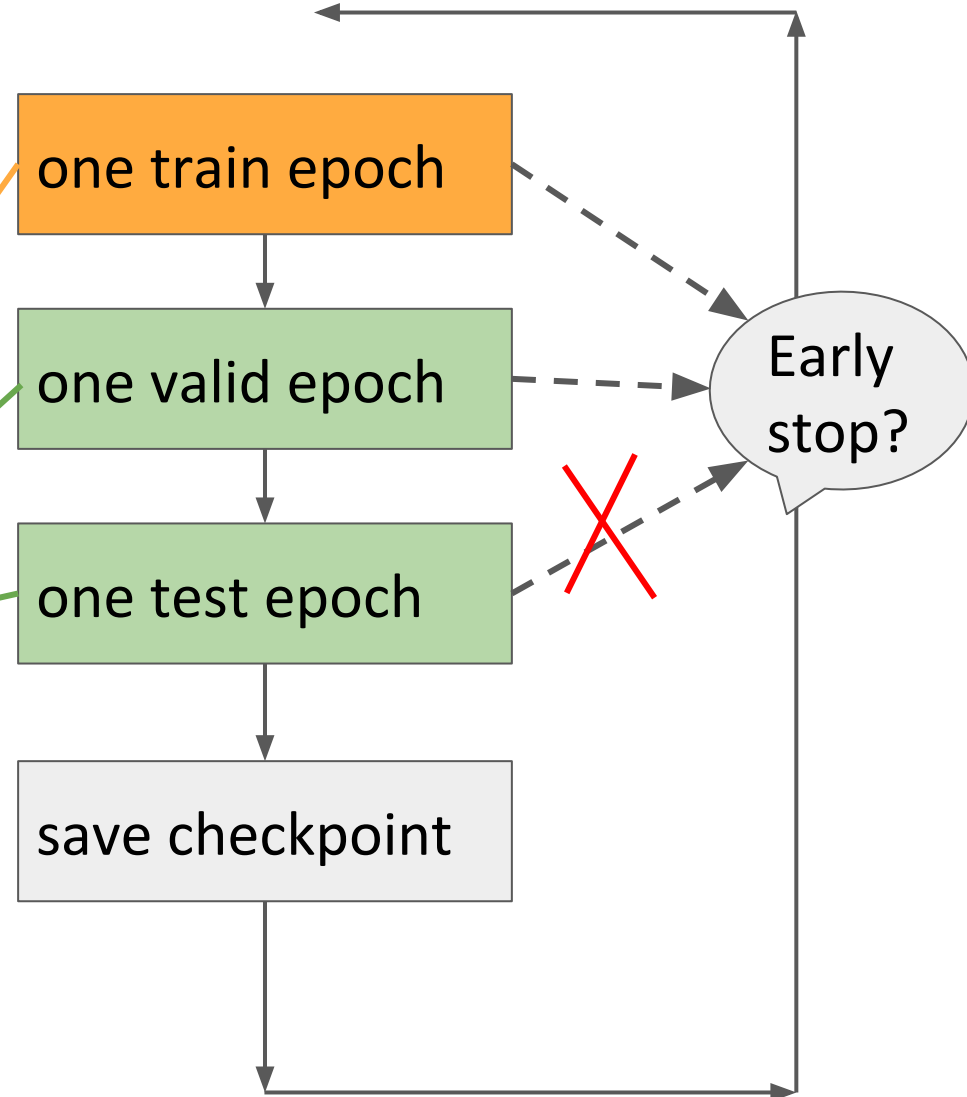 one train epoch
one valid epoch
Early
stop?
one test epoch
save checkpoint